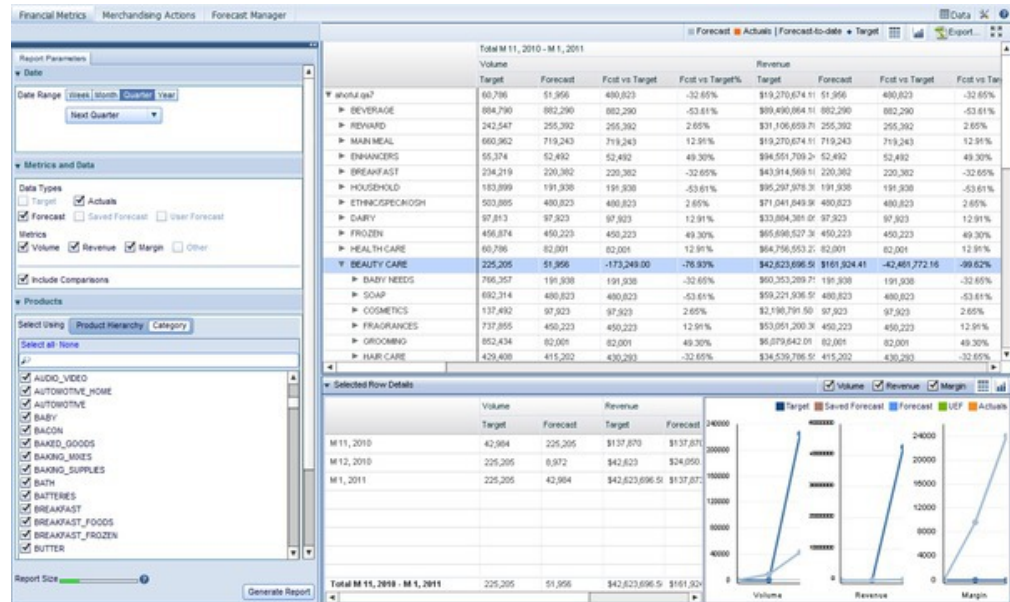 Financial Metrics Merchandising Actions Forecast Manager Data
Forecast Actuals | Forecast-to-date Target Export...
Report Parameters
Date
Date Range Week Month Quarter Year
Next Quarter
Metrics and Data
Data Types
Target Actuals
Forecast Saved Forecast User Forecast
Metrics
Volume Revenue Margin Other
Include Comparisons
Products
Select Using Product Hierarchy Category
Select all None
AUDIO_VIDEO
AUTOMOTIVE_HOME
AUTOMOTIVE
BABY
BACON
BAKED_GOODS
BAKING_MIXES
BAKING_SUPPLIES
BATH
BATTERIES
BREAKFAST
BREAKFAST_FOODS
BREAKFAST_FROZEN
BUTTER
Report Size
Generate Report
Total M 11, 2010 - M 1, 2011
Volume Revenue
Target Forecast Fcst vs Target Fcst vs Target% Target Forecast Fcst vs Target Fcst vs Tar
60,786 51,956 480,823 -32.65% 51,956 480,823 -32.65%
BEVERAGE 884,790 882,290 882,290 -53.61% 882,290 882,290 -53.61%
REWARD 242,547 255,392 255,392 2.65% 255,392 255,392 2.65%
MAIN MEAL 660,962 719,243 719,243 12.91% 719,243 719,243 12.91%
ENHANCERS 55,374 52,492 52,492 49.30% 52,492 52,492 49.30%
BREAKFAST 234,219 220,382 220,382 -32.65% 220,382 220,382 -32.65%
HOUSEHOLD 183,899 191,938 191,938 -53.61% 191,938 191,938 -53.61%
ETHNIC/SPEC/KOSH 503,885 480,823 480,823 2.65% 480,823 480,823 2.65%
DAIRY 97,813 97,923 97,923 12.91% 97,923 97,923 12.91%
FROZEN 456,874 450,223 450,223 49.30% 450,223 450,223 49.30%
HEALTH CARE 60,786 82,001 82,001 12.91% 82,001 82,001 12.91%
BEAUTY CARE 225,205 51,956 -173,249.00 -76.93% $42,623,696.58 $161,924.41 -42,461,772.16 -99.62%
BABY NEEDS 766,357 191,938 191,938 -32.65% 191,938 191,938 -32.65%
SOAP 692,314 480,823 480,823 -53.61% 480,823 480,823 -53.61%
COSMETICS 137,492 97,923 97,923 2.65% $2,198,791.50 97,923 97,923 2.65%
FRAGRANCES 737,855 450,223 450,223 12.91% 450,223 450,223 12.91%
GROOMING 852,434 82,001 82,001 49.30% $6,079,642.01 82,001 82,001 49.30%
HAIR CARE 429,408 415,202 430,293 -32.65% 415,202 430,293 -32.65%
Selected Row Details Volume Revenue Margin
Volume Revenue
Target Forecast Target Forecast
M 11, 2010 42,984 225,205 $137,870
M 12, 2010 225,205 8,972 $42,623 $24,050.
M 1, 2011 225,205 42,984 $42,623,696.58
Total M 11, 2010 - M 1, 2011 225,205 51,956
Target Saved Forecast Forecast UEF Actuals
240000
200000
120000
80000
40000
0
Volume
0
Revenue
24000
20000
16000
12000
8000
4000
0
Margin